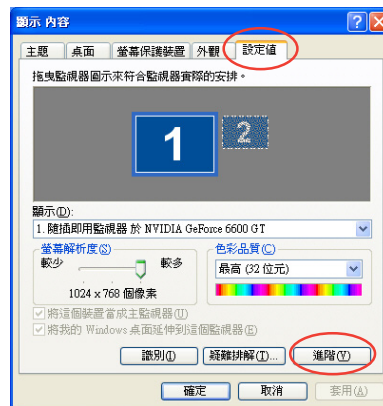 顯示 內容
主題 桌面 螢幕保護裝置 外觀 設定值
拖曳監視器圖示來符合監視器實際的安排。
1 2
顯示(D):
1. 隨插即用監視器 於 NVIDIA GeForce 6600 GT
螢幕解析度(S) 色彩品質(C)
較少 較多 最高 (32 位元)
1024 x 768 個像素
將這個裝置當成主監視器(U)
將我的 Windows 桌面延伸到這個監視器(E)
識別(I) 疑難排解(T)... 進階(V)
確定 取消 套用(A)